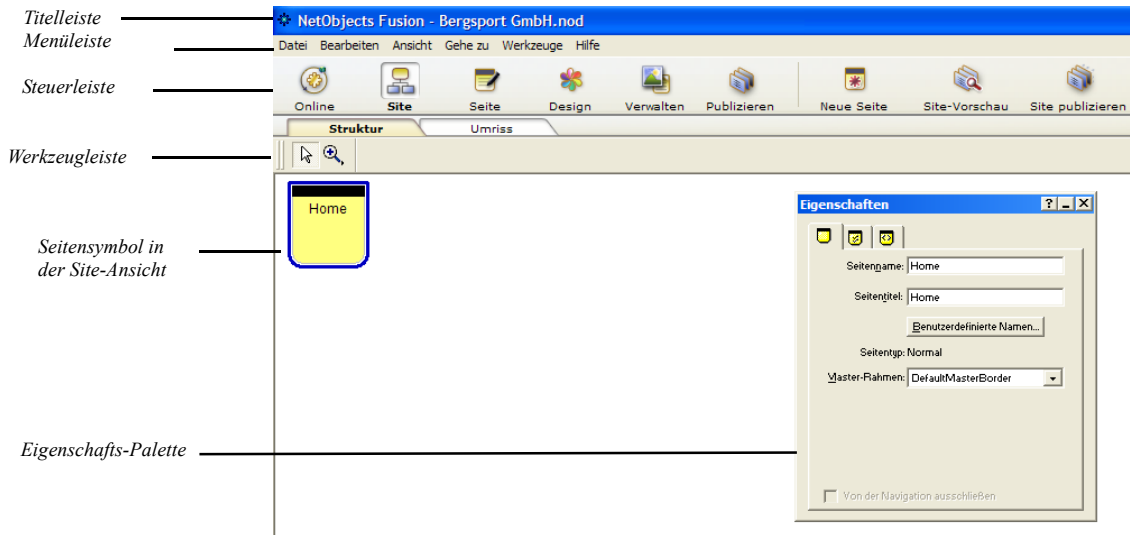 Titelleiste
NetObjects Fusion - Bergsport GmbH.nod
Menüleiste
Datei Bearbeiten Ansicht Gehe zu Werkzeuge Hilfe
Steuerleiste
Online Site Seite Design Verwalten Publizieren Neue Seite Site-Vorschau Site publizieren
Struktur Umriss
Werkzeugleiste
Home
Seitensymbol in
der Site-Ansicht
Eigenschaften
Seitenname: Home
Seitentitel: Home
Benutzerdefinierte Namen...
Seitentyp: Normal
Master-Rahmen: DefaultMasterBorder
Eigenschafts-Palette
Von der Navigation ausschließen